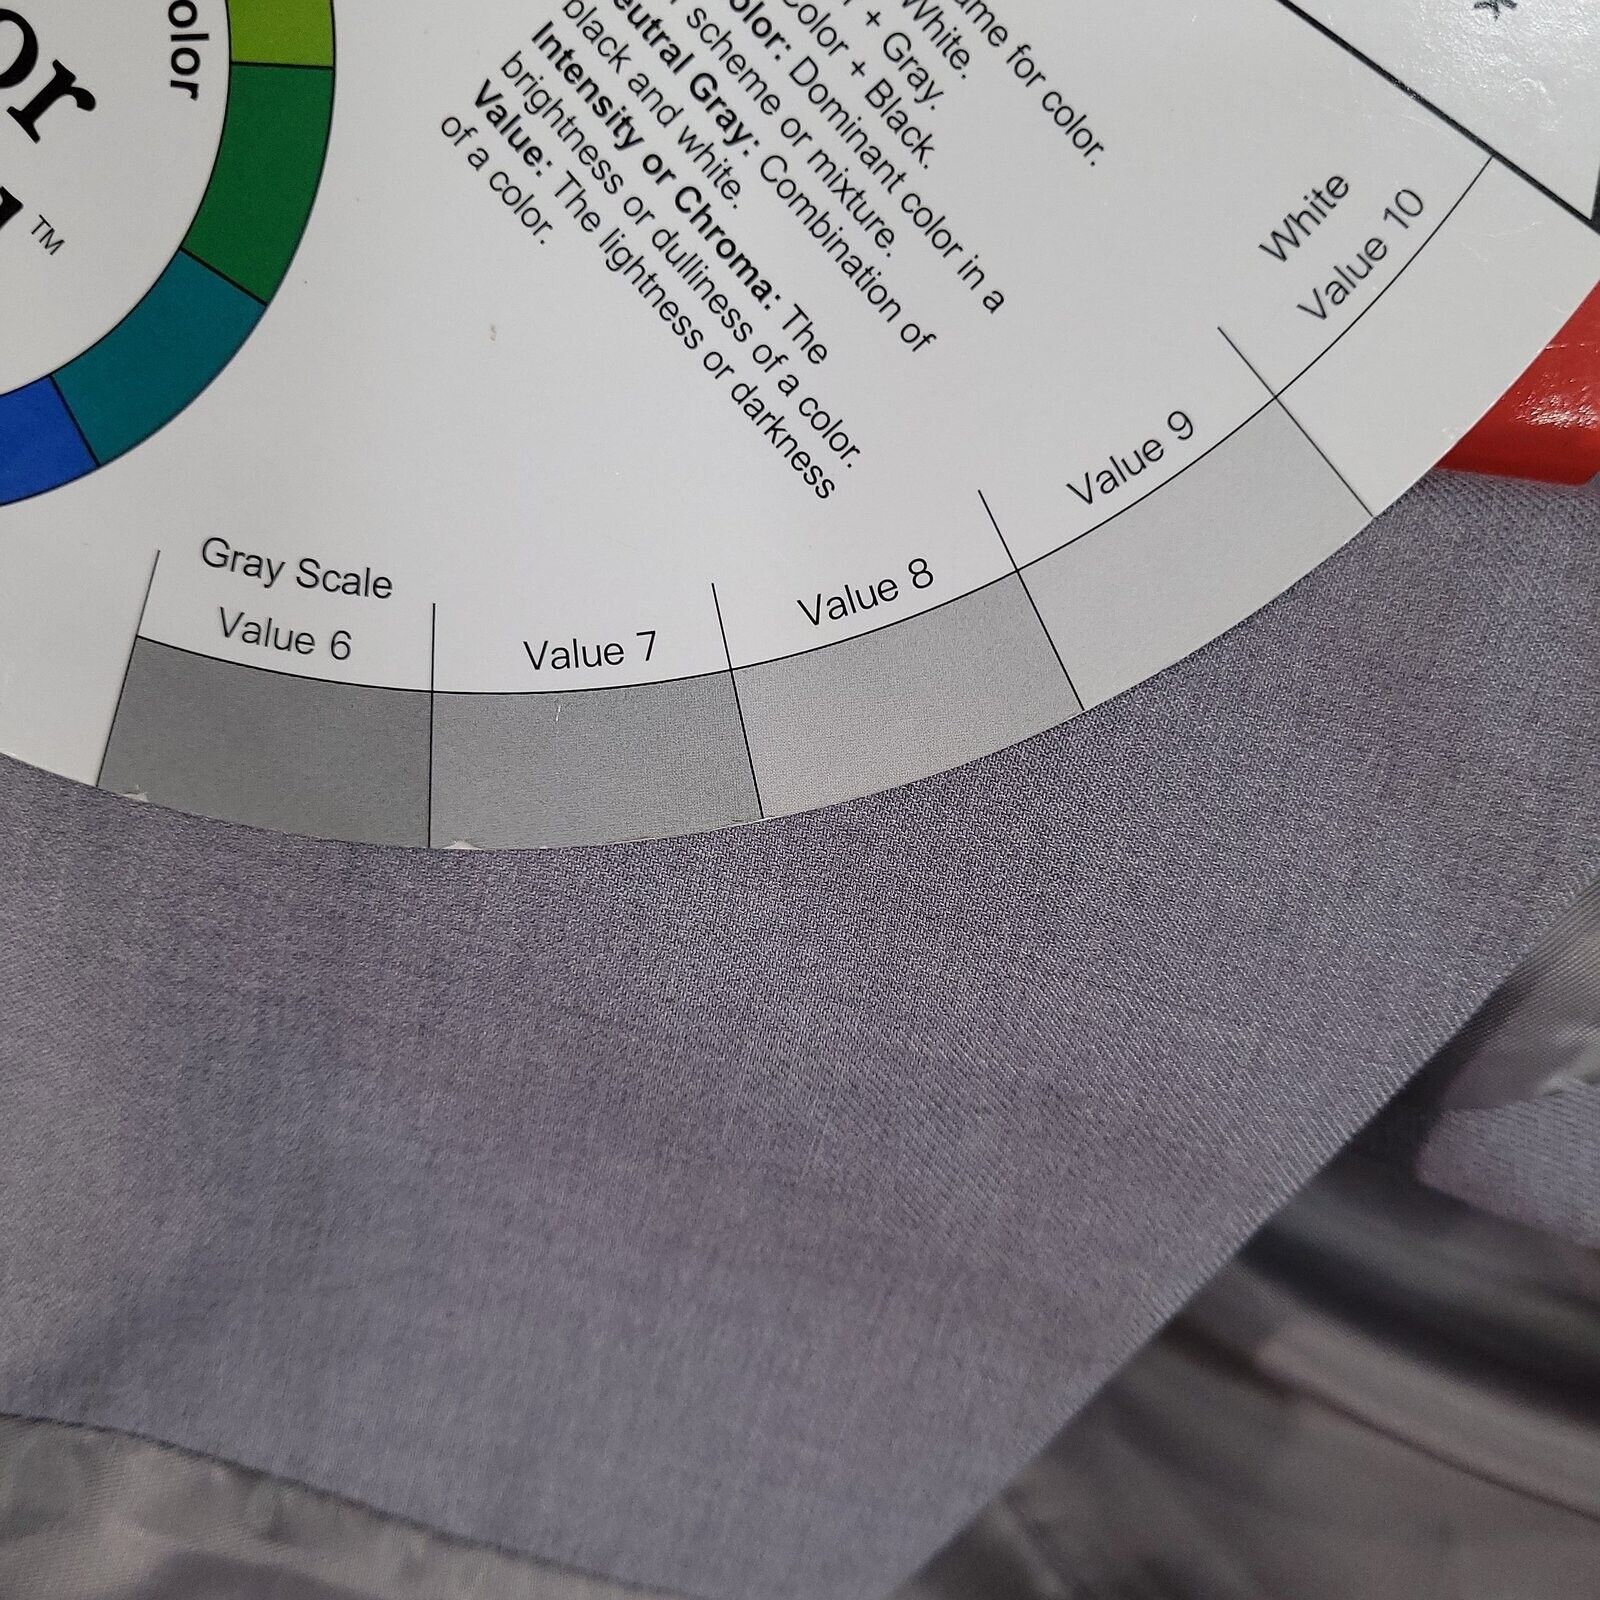 olor
or
TM
ame for color.
White.
+ Gray.
Color + Black.
olor: Dominant color in a
scheme or mixture.
eutral Gray: Combination of
black and white.
Intensity or Chroma: The
brightness or dulliness of a color.
Value: The lightness or darkness
of a color.
Gray Scale
Value 6
Value 7
Value 8
Value 9
White
Value 10